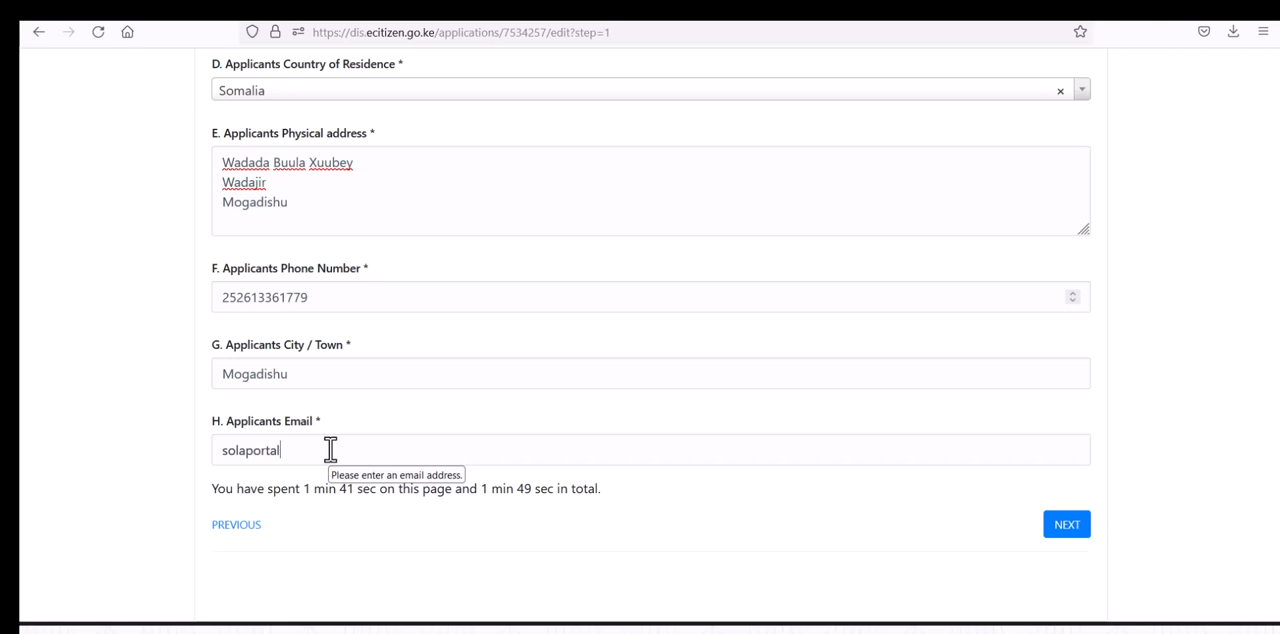 https://dis.ecitizen.go.ke/applications/7534257/edit?step=1
D. Applicants Country of Residence *
Somalia
E. Applicants Physical address *
Wadada Buula Xuubey
Wadajir
Mogadishu
F. Applicants Phone Number *
252613361779
G. Applicants City / Town *
Mogadishu
H. Applicants Email *
solaportal
Please enter an email address.
You have spent 1 min 41 sec on this page and 1 min 49 sec in total.
PREVIOUS
NEXT